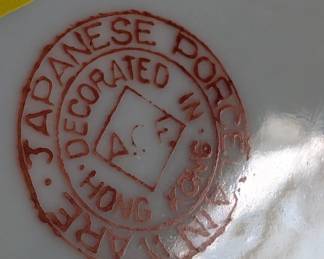 JAPANESE PORCELAIN WARE
DECORATED IN HONG KONG